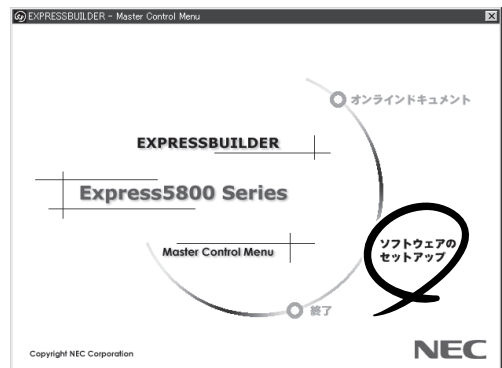 EXPRESSBUILDER - Master Control Menu
オンラインドキュメント
EXPRESSBUILDER
Express5800 Series
ソフトウェアの
セットアップ
Master Control Menu
終了
Copyright NEC Corporation
NEC